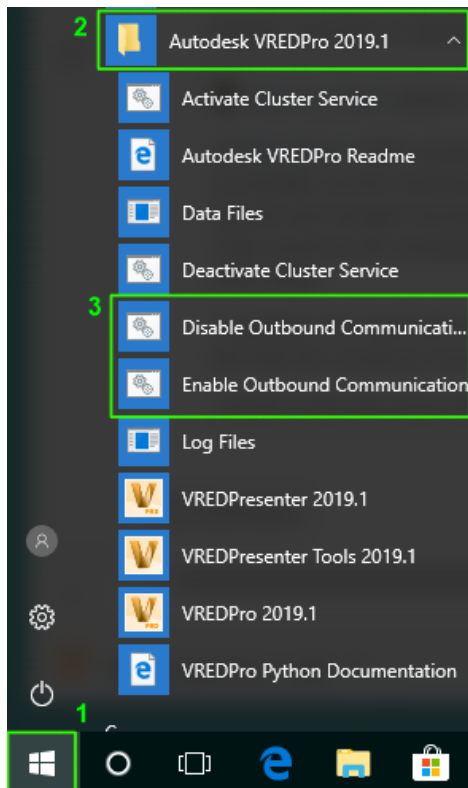 2
Autodesk VREDPro 2019.1
Activate Cluster Service
Autodesk VREDPro Readme
Data Files
Deactivate Cluster Service
3
Disable Outbound Communicati...
Enable Outbound Communication
Log Files
VREDPresenter 2019.1
VREDPresenter Tools 2019.1
VREDPro 2019.1
VREDPro Python Documentation
1